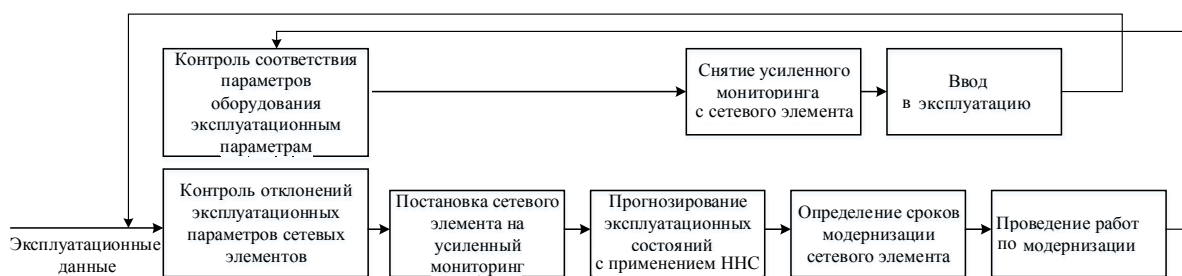 Контроль соответствия
параметров
оборудования
эксплуатационным
параметрам
Снятие усиленного
мониторинга
с сетевого элемента
Ввод
в эксплуатацию
Эксплуатационные
данные
Контроль отклонений
эксплуатационных
параметров сетевых
элементов
Постановка сетевого
элемента на
усиленный
мониторинг
Прогнозирование
эксплуатационных
состояний
с применением ННС
Определение сроков
модернизации
сетевого элемента
Проведение работ
по модернизации